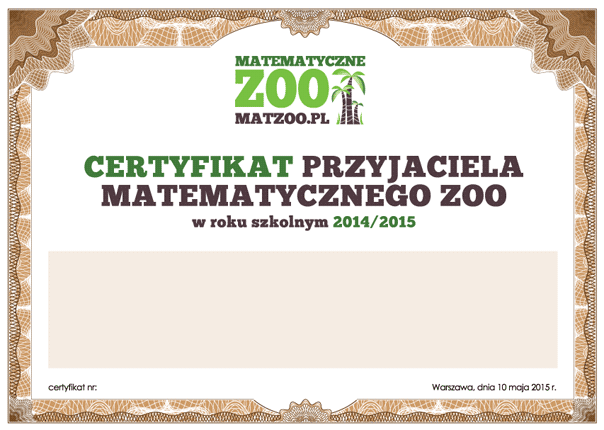 MATEMATYCZNE
ZOO
MATZOO.PL
CERTYFIKAT PRZYJACIELA
MATEMATYCZNEGO ZOO
w roku szkolnym 2014/2015
certyfikat nr:
Warszawa, dnia 10 maja 2015 r.